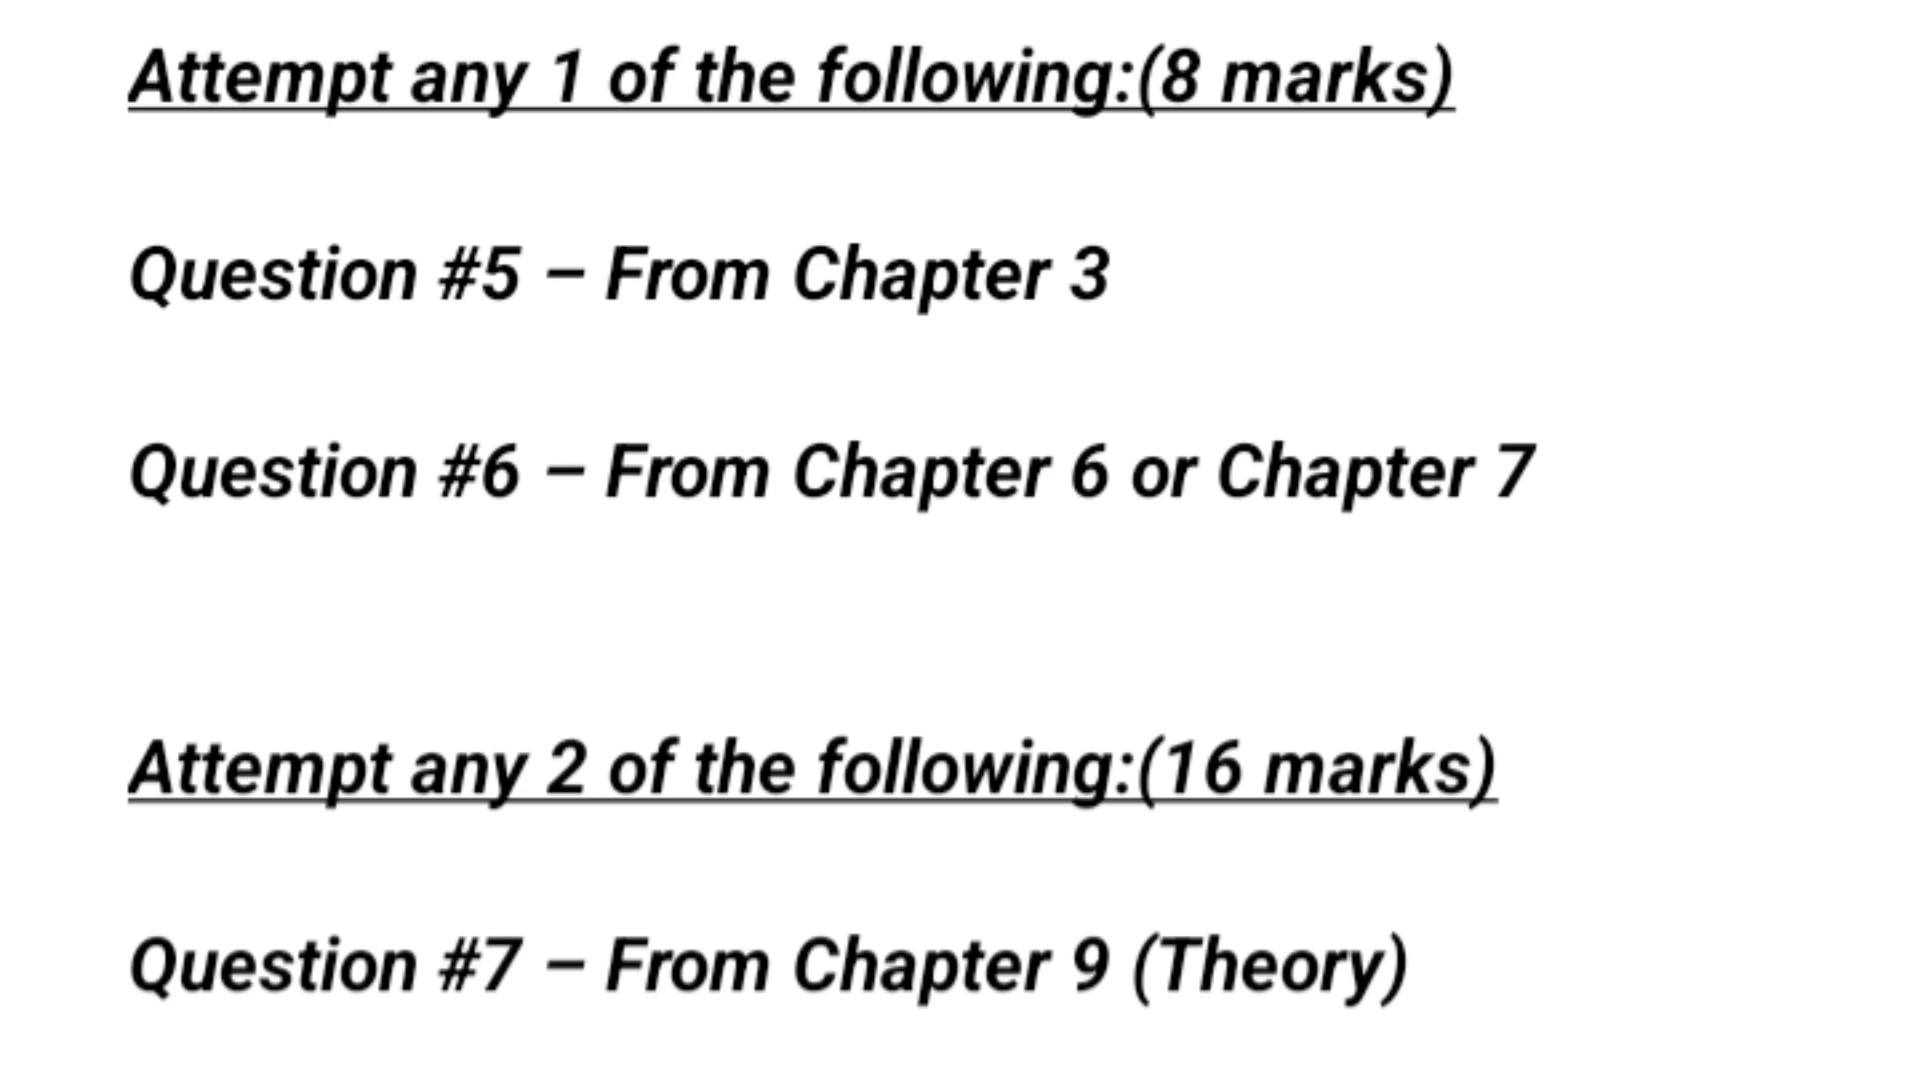 Attempt any 1 of the following:(8 marks)
Question #5 – From Chapter 3
Question #6 – From Chapter 6 or Chapter 7
Attempt any 2 of the following:(16 marks)
Question #7 – From Chapter 9 (Theory)